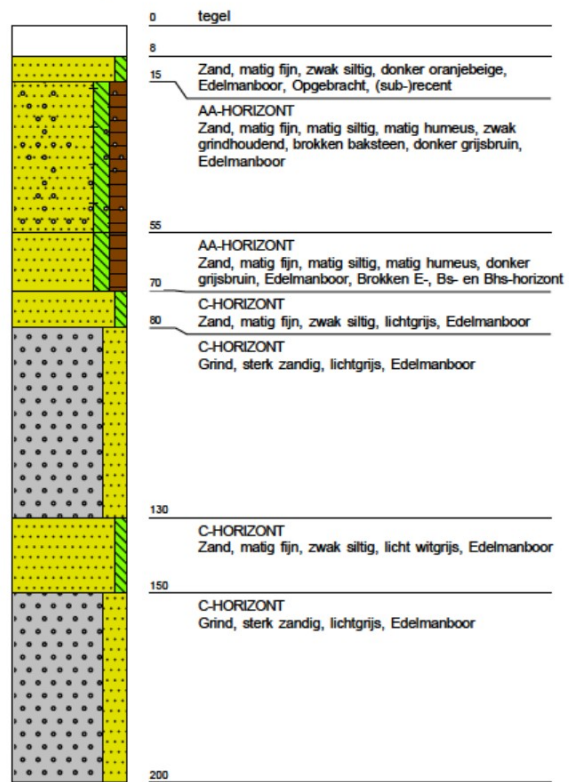 0 tegel
8
Zand, matig fijn, zwak siltig, donker oranjebeige,
15
Edelmanboor, Opgebracht, (sub-)recent
AA-HORIZONT
Zand, matig fijn, matig siltig, matig humeus, zwak
grindhoudend, brokken baksteen, donker grijsbruin,
Edelmanboor
55
AA-HORIZONT
Zand, matig fijn, matig siltig, matig humeus, donker
grijsbruin, Edelmanboor, Brokken E-, Bs- en Bhs-horizont
70
C-HORIZONT
Zand, matig fijn, zwak siltig, lichtgrijs, Edelmanboor
80
C-HORIZONT
Grind, sterk zandig, lichtgrijs, Edelmanboor
130
C-HORIZONT
Zand, matig fijn, zwak siltig, licht witgrijs, Edelmanboor
150
C-HORIZONT
Grind, sterk zandig, lichtgrijs, Edelmanboor
200